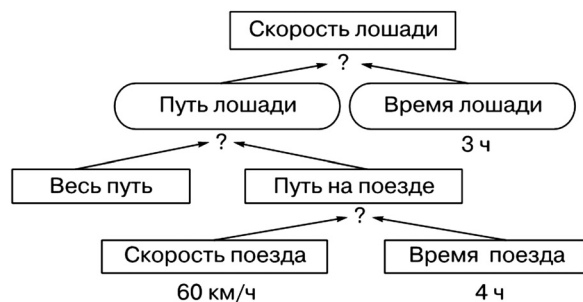 Скорость лошади
?
Путь лошади
Время лошади
?
3 ч
Весь путь
Путь на поезде
?
Скорость поезда
Время поезда
60 км/ч
4 ч